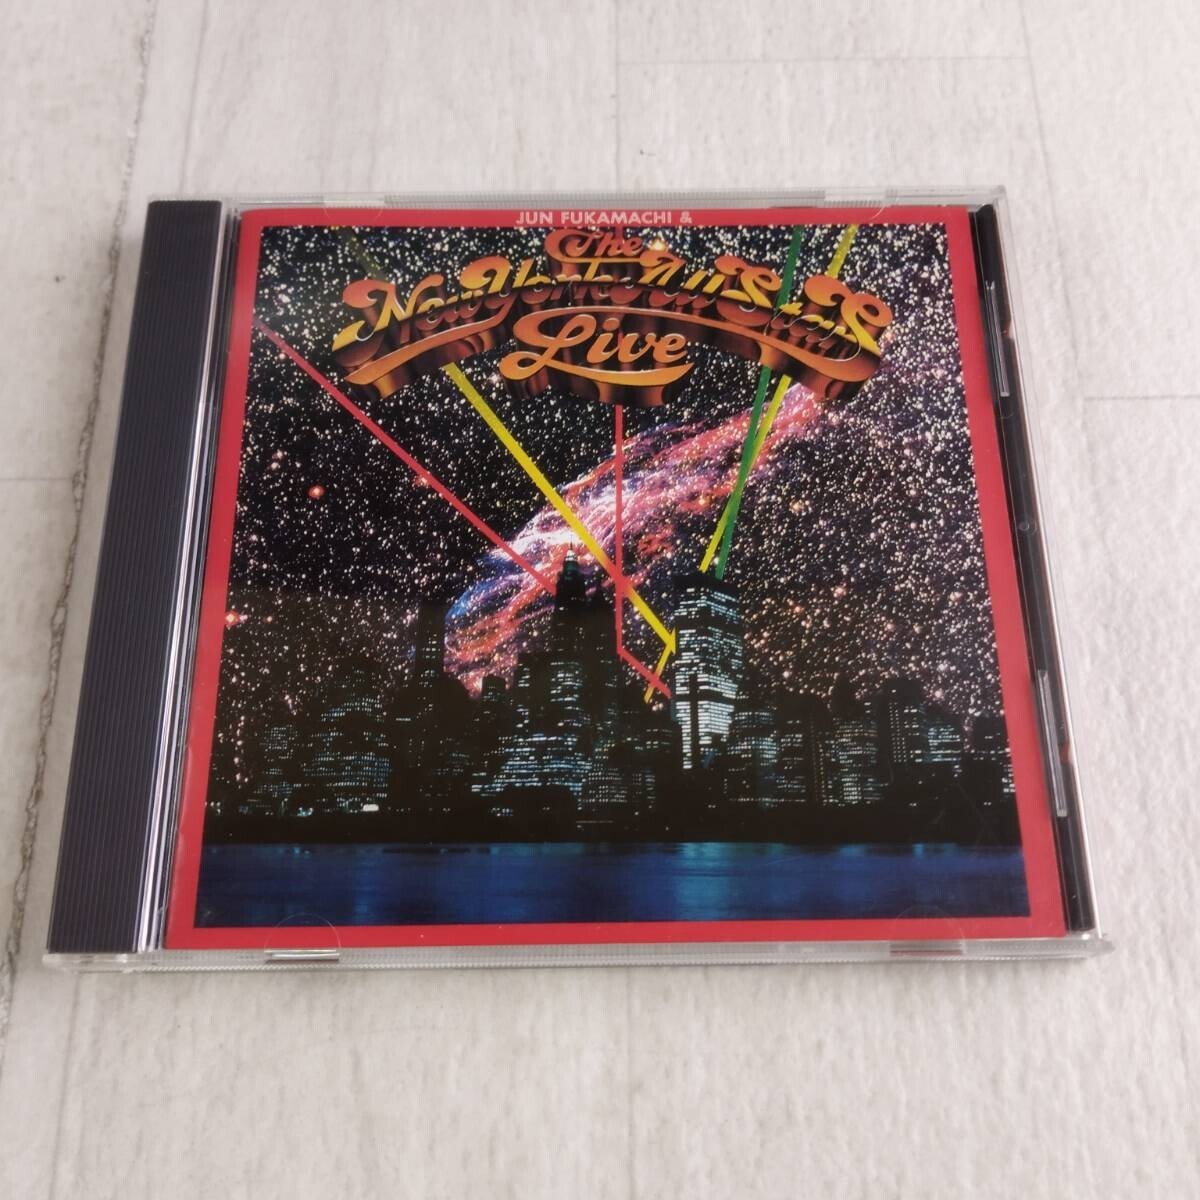 JUN FUKAMACHI &
The
New York All Stars
Live